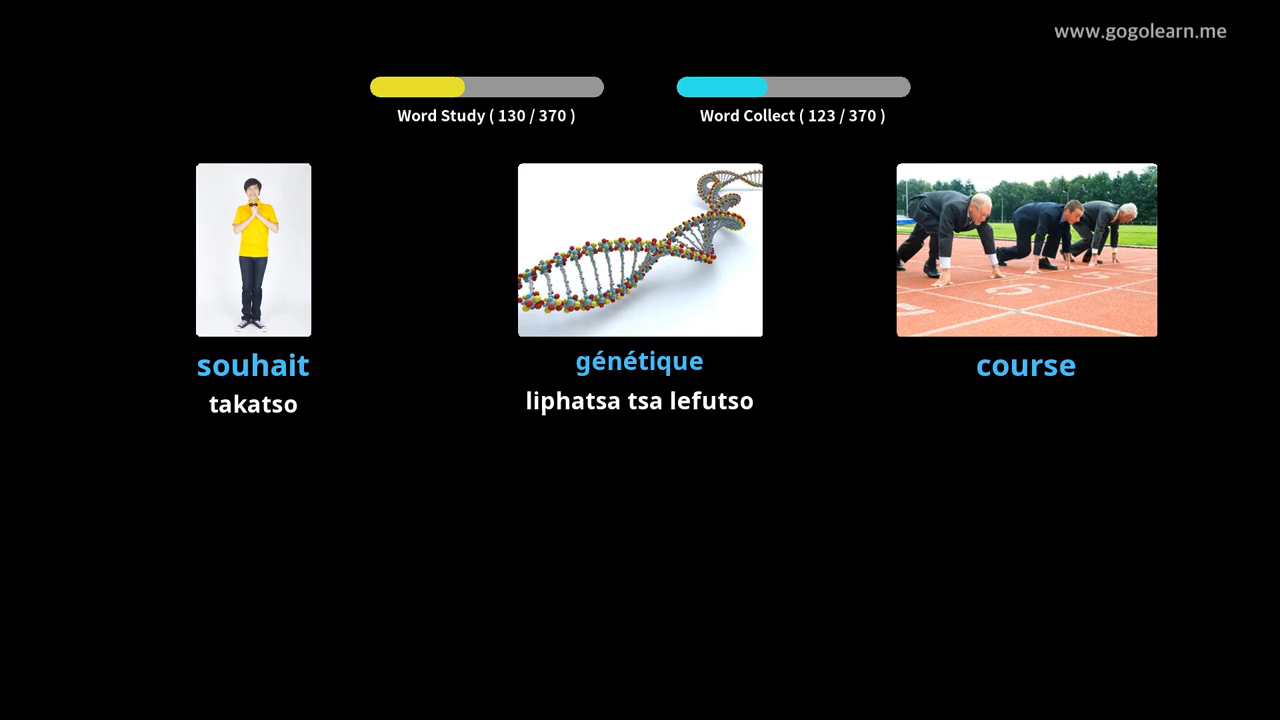 www.gogolearn.me
Word Study ( 130 / 370 )
Word Collect ( 123 / 370 )
souhait
takatso
génétique
liphatsa tsa lefutso
course